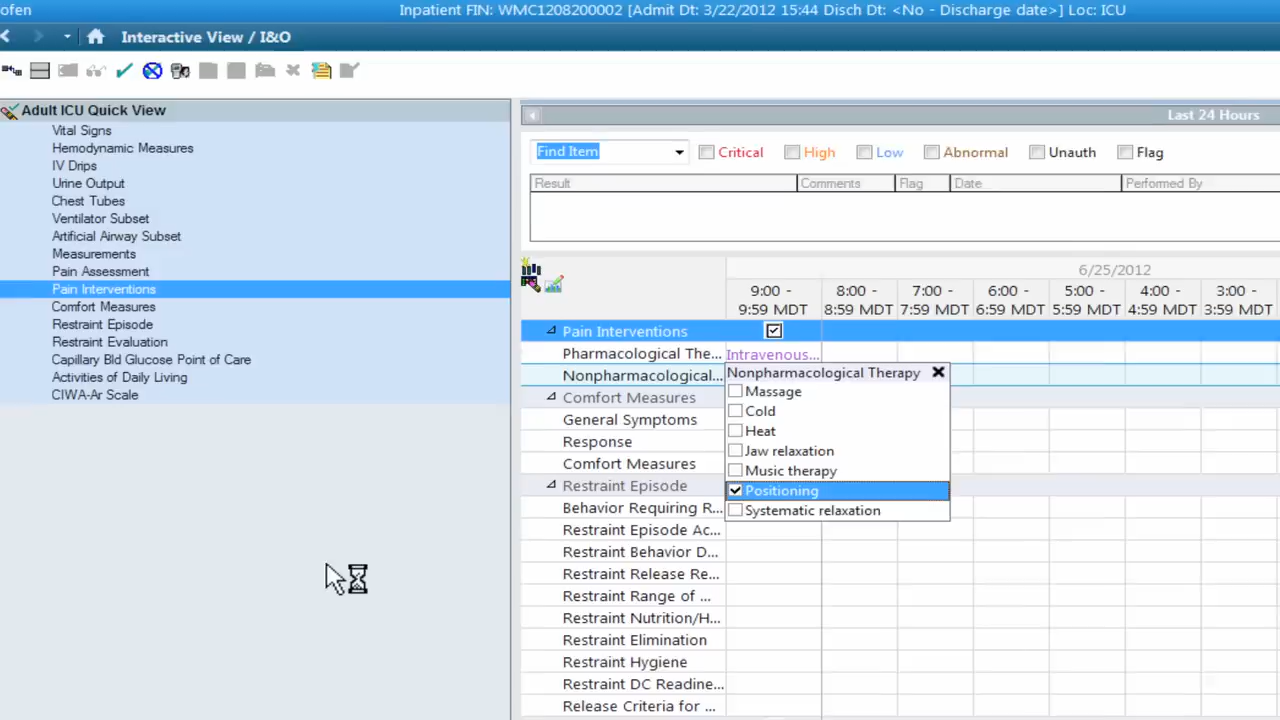 ofen
Inpatient FIN: WMC1208200002 [Admit Dt: 3/22/2012 15:44 Disch Dt: <No - Discharge date>] Loc: ICU
Interactive View / I&O
Adult ICU Quick View
Vital Signs
Hemodynamic Measures
IV Drips
Urine Output
Chest Tubes
Ventilator Subset
Artificial Airway Subset
Measurements
Pain Assessment
Pain Interventions
Comfort Measures
Restraint Episode
Restraint Evaluation
Capillary Bld Glucose Point of Care
Activities of Daily Living
CIWA-Ar Scale
Last 24 Hours
Find Item Critical High Low Abnormal Unauth Flag
Result Comments Flag Date Performed By
6/25/2012
9:00 - 8:00 - 7:00 - 6:00 - 5:00 - 4:00 - 3:00 -
9:59 MDT 8:59 MDT 7:59 MDT 6:59 MDT 5:59 MDT 4:59 MDT 3:59 MDT
Pain Interventions
Pharmacological The... Intravenous...
Nonpharmacological...
Comfort Measures
General Symptoms
Response
Comfort Measures
Restraint Episode
Behavior Requiring R...
Restraint Episode Ac...
Restraint Behavior D...
Restraint Release Re...
Restraint Range of ...
Restraint Nutrition/H...
Restraint Elimination
Restraint Hygiene
Restraint DC Readine...
Release Criteria for ...
Nonpharmacological Therapy
Massage
Cold
Heat
Jaw relaxation
Music therapy
Positioning
Systematic relaxation